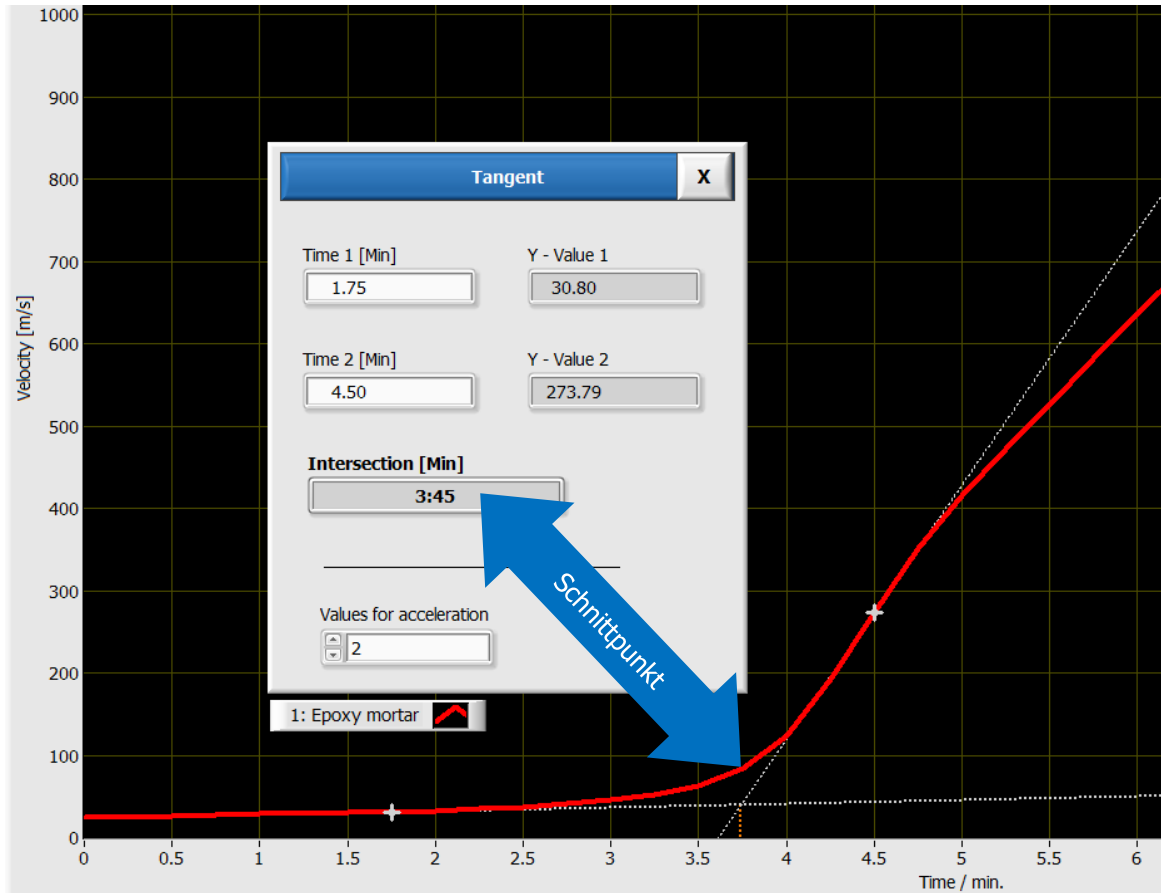 1000
900
800
700
600
500
400
300
200
100
0
Velocity [m/s]
Tangent
X
Time 1 [Min]
Y - Value 1
1.75
30.80
Time 2 [Min]
Y - Value 2
4.50
273.79
Intersection [Min]
3:45
Schnittpunkt
Values for acceleration
2
1: Epoxy mortar
0 0.5 1 1.5 2 2.5 3 3.5 4 4.5 5 5.5 6
Time / min.